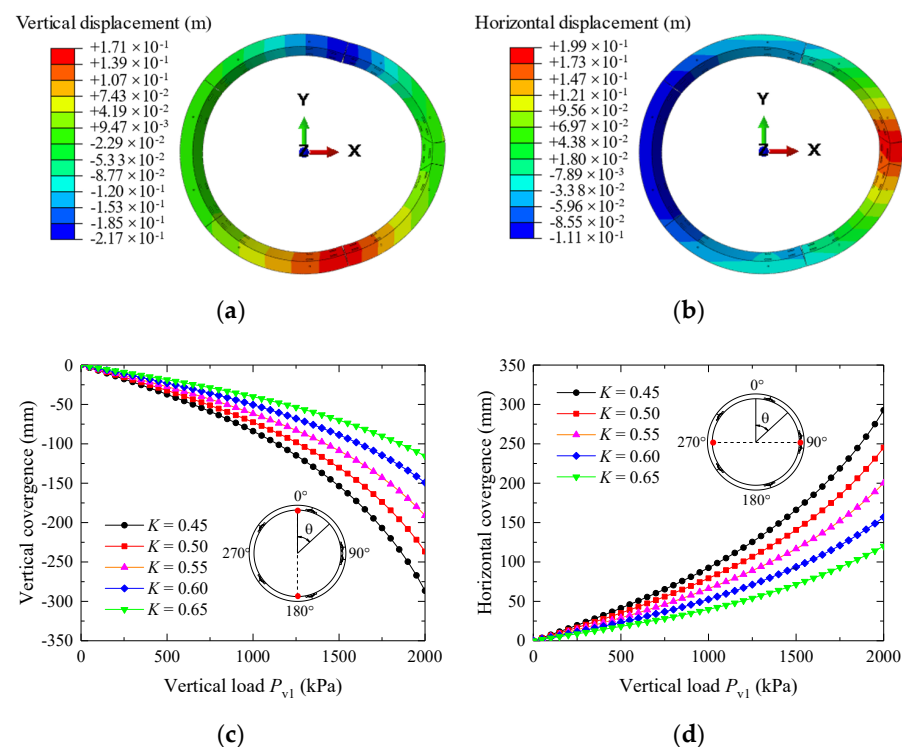 Vertical displacement (m)
+1.71 × 10⁻¹
+1.39 × 10⁻¹
+1.07 × 10⁻¹
+7.43 × 10⁻²
+4.19 × 10⁻²
+9.47 × 10⁻³
-2.29 × 10⁻²
-5.33 × 10⁻²
-8.77 × 10⁻²
-1.20 × 10⁻¹
-1.53 × 10⁻¹
-1.85 × 10⁻¹
-2.17 × 10⁻¹
Y
Z
X
(a)
Horizontal displacement (m)
+1.99 × 10⁻¹
+1.73 × 10⁻¹
+1.47 × 10⁻¹
+1.21 × 10⁻¹
+9.56 × 10⁻²
+6.97 × 10⁻²
+4.38 × 10⁻²
+1.80 × 10⁻²
-7.89 × 10⁻³
-3.38 × 10⁻²
-5.96 × 10⁻²
-8.55 × 10⁻²
-1.11 × 10⁻¹
Y
Z
X
(b)
Vertical covergence (mm)
0
-50
-100
-150
-200
-250
-300
-350
K = 0.45
K = 0.50
K = 0.55
K = 0.60
K = 0.65
0°
θ
270°
90°
180°
0 500 1000 1500 2000
Vertical load Pv1 (kPa)
(c)
Horizontal covergence (mm)
350
300
250
200
150
100
50
0
K = 0.45
K = 0.50
K = 0.55
K = 0.60
K = 0.65
0°
θ
270°
90°
180°
0 500 1000 1500 2000
Vertical load Pv1 (kPa)
(d)